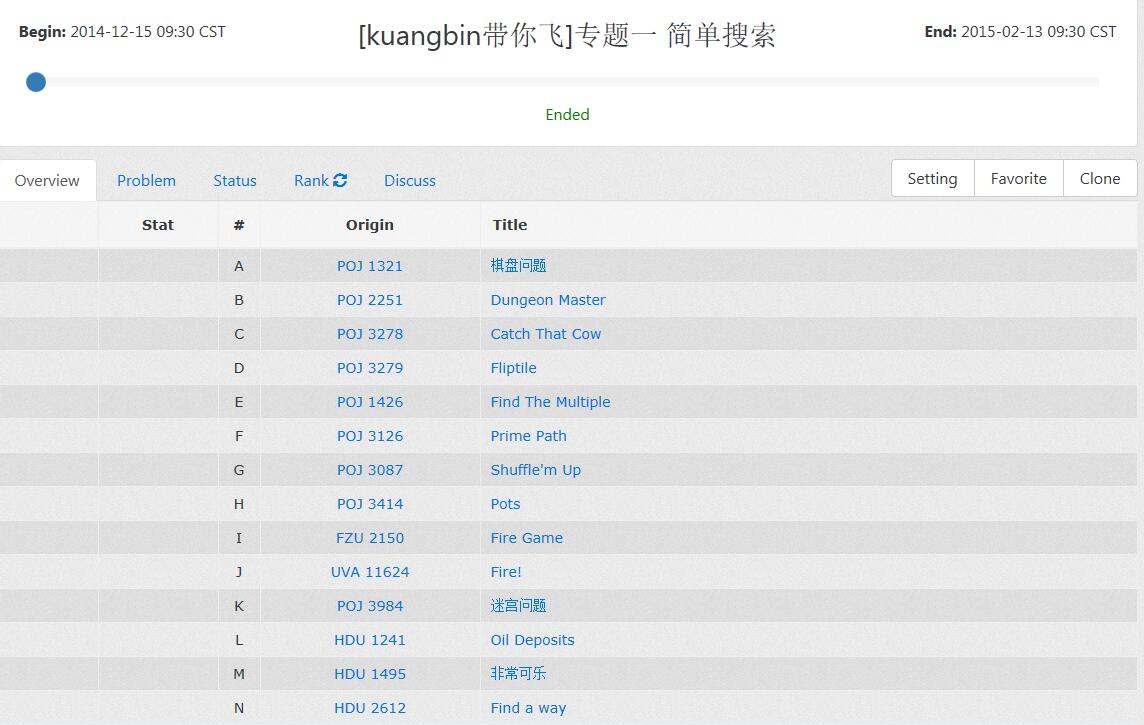 Begin: 2014-12-15 09:30 CST [kuangbin带你飞]专题一 简单搜索 End: 2015-02-13 09:30 CST
Ended
Overview Problem Status Rank Discuss Setting Favorite Clone
Stat # Origin Title
A POJ 1321 棋盘问题
B POJ 2251 Dungeon Master
C POJ 3278 Catch That Cow
D POJ 3279 Fliptile
E POJ 1426 Find The Multiple
F POJ 3126 Prime Path
G POJ 3087 Shuffle'm Up
H POJ 3414 Pots
I FZU 2150 Fire Game
J UVA 11624 Fire!
K POJ 3984 迷宫问题
L HDU 1241 Oil Deposits
M HDU 1495 非常可乐
N HDU 2612 Find a way